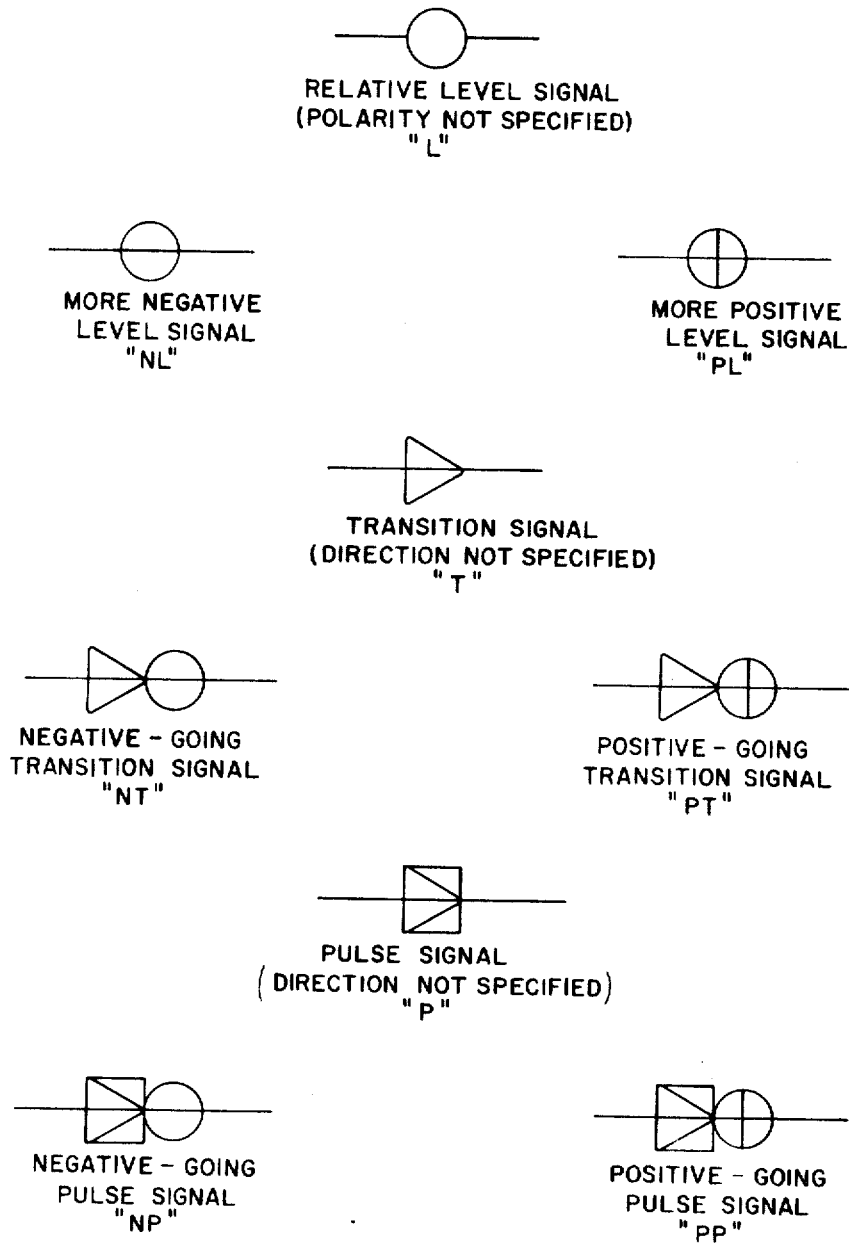 RELATIVE LEVEL SIGNAL
(POLARITY NOT SPECIFIED)
"L"
MORE NEGATIVE
LEVEL SIGNAL
"NL"
MORE POSITIVE
LEVEL SIGNAL
"PL"
TRANSITION SIGNAL
(DIRECTION NOT SPECIFIED)
"T"
NEGATIVE - GOING
TRANSITION SIGNAL
"NT"
POSITIVE - GOING
TRANSITION SIGNAL
"PT"
PULSE SIGNAL
(DIRECTION NOT SPECIFIED)
"P"
NEGATIVE - GOING
PULSE SIGNAL
"NP"
POSITIVE - GOING
PULSE SIGNAL
"PP"